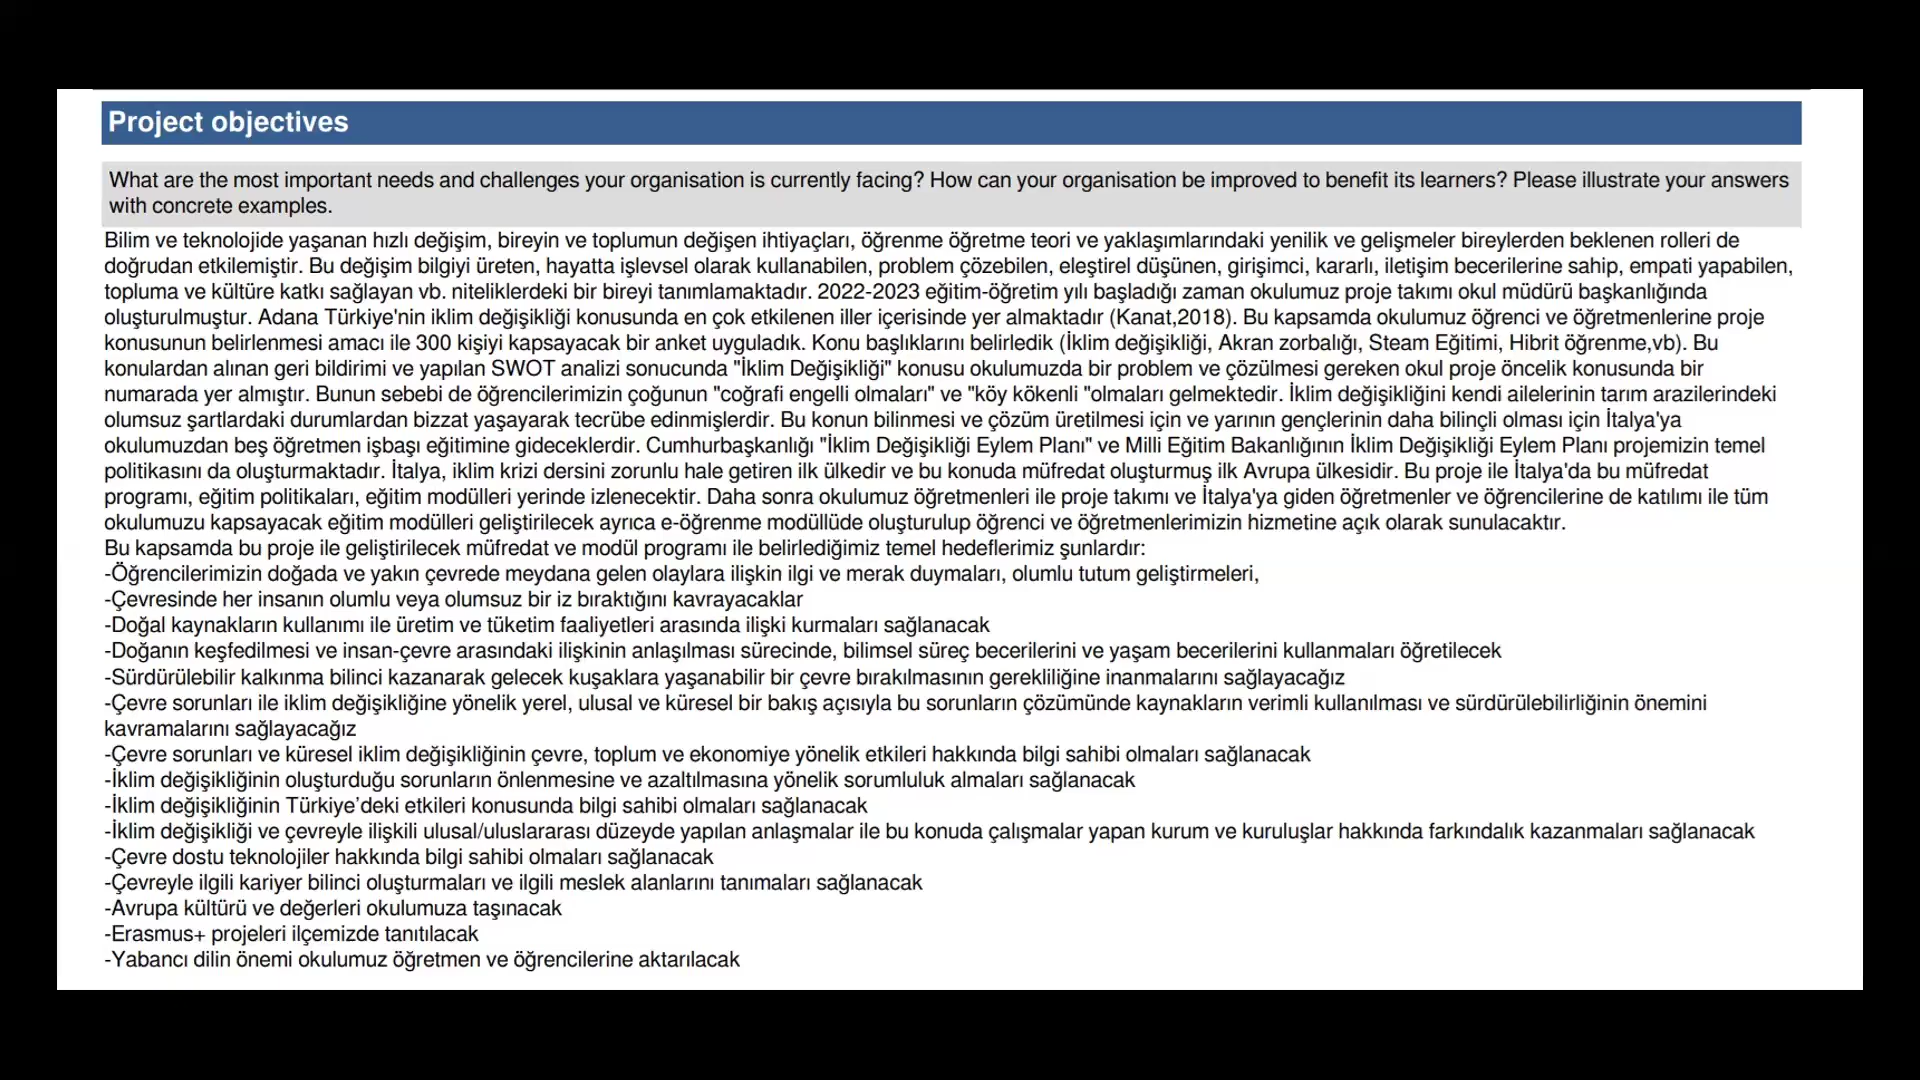 Project objectives
What are the most important needs and challenges your organisation is currently facing? How can your organisation be improved to benefit its learners? Please illustrate your answers
with concrete examples.
Bilim ve teknolojide yaşanan hızlı değişim, bireyin ve toplumun değişen ihtiyaçları, öğrenme öğretme teori ve yaklaşımlarındaki yenilik ve gelişmeler bireylerden beklenen rolleri de
doğrudan etkilemiştir. Bu değişim bilgiyi üreten, hayatta işlevsel olarak kullanabilen, problem çözebilen, eleştirel düşünen, girişimci, kararlı, iletişim becerilerine sahip, empati yapabilen,
topluma ve kültüre katkı sağlayan vb. niteliklerdeki bir bireyi tanımlamaktadır. 2022-2023 eğitim-öğretim yılı başladığı zaman okulumuz proje takımı okul müdürü başkanlığında
oluşturulmuştur. Adana Türkiye'nin iklim değişikliği konusunda en çok etkilenen iller içerisinde yer almaktadır (Kanat,2018). Bu kapsamda okulumuz öğrenci ve öğretmenlerine proje
konusunun belirlenmesi amacı ile 300 kişiyi kapsayacak bir anket uyguladık. Konu başlıklarını belirledik (İklim değişikliği, Akran zorbalığı, Steam Eğitimi, Hibrit öğrenme,vb). Bu
konulardan alınan geri bildirimi ve yapılan SWOT analizi sonucunda "İklim Değişikliği" konusu okulumuzda bir problem ve çözülmesi gereken okul proje öncelik konusunda bir
numarada yer almıştır. Bunun sebebi de öğrencilerimizin çoğunun "coğrafi engelli olmaları" ve "köy kökenli "olmaları gelmektedir. İklim değişikliğini kendi ailelerinin tarım arazilerindeki
olumsuz şartlardaki durumlardan bizzat yaşayarak tecrübe edinmişlerdir. Bu konun bilinmesi ve çözüm üretilmesi için ve yarının gençlerinin daha bilinçli olması için İtalya'ya
okulumuzdan beş öğretmen işbaşı eğitimine gideceklerdir. Cumhurbaşkanlığı "İklim Değişikliği Eylem Planı" ve Milli Eğitim Bakanlığının İklim Değişikliği Eylem Planı projemizin temel
politikasını da oluşturmaktadır. İtalya, iklim krizi dersini zorunlu hale getiren ilk ülkedir ve bu konuda müfredat oluşturmuş ilk Avrupa ülkesidir. Bu proje ile İtalya'da bu müfredat
programı, eğitim politikaları, eğitim modülleri yerinde izlenecektir. Daha sonra okulumuz öğretmenleri ile proje takımı ve İtalya'ya giden öğretmenler ve öğrencilerine de katılımı ile tüm
okulumuzu kapsayacak eğitim modülleri geliştirilecek ayrıca e-öğrenme modüllüde oluşturulup öğrenci ve öğretmenlerimizin hizmetine açık olarak sunulacaktır.
Bu kapsamda bu proje ile geliştirilecek müfredat ve modül programı ile belirlediğimiz temel hedeflerimiz şunlardır:
-Öğrencilerimizin doğada ve yakın çevrede meydana gelen olaylara ilişkin ilgi ve merak duymaları, olumlu tutum geliştirmeleri,
-Çevresinde her insanın olumlu veya olumsuz bir iz bıraktığını kavrayacaklar
-Doğal kaynakların kullanımı ile üretim ve tüketim faaliyetleri arasında ilişki kurmaları sağlanacak
-Doğanın keşfedilmesi ve insan-çevre arasındaki ilişkinin anlaşılması sürecinde, bilimsel süreç becerilerini ve yaşam becerilerini kullanmaları öğretilecek
-Sürdürülebilir kalkınma bilinci kazanarak gelecek kuşaklara yaşanabilir bir çevre bırakılmasının gerekliliğine inanmalarını sağlayacağız
-Çevre sorunları ile iklim değişikliğine yönelik yerel, ulusal ve küresel bir bakış açısıyla bu sorunların çözümünde kaynakların verimli kullanılması ve sürdürülebilirliğinin önemini
kavramalarını sağlayacağız
-Çevre sorunları ve küresel iklim değişikliğinin çevre, toplum ve ekonomiye yönelik etkileri hakkında bilgi sahibi olmaları sağlanacak
-İklim değişikliğinin oluşturduğu sorunların önlenmesine ve azaltılmasına yönelik sorumluluk almaları sağlanacak
-İklim değişikliğinin Türkiye’deki etkileri konusunda bilgi sahibi olmaları sağlanacak
-İklim değişikliği ve çevreyle ilişkili ulusal/uluslararası düzeyde yapılan anlaşmalar ile bu konuda çalışmalar yapan kurum ve kuruluşlar hakkında farkındalık kazanmaları sağlanacak
-Çevre dostu teknolojiler hakkında bilgi sahibi olmaları sağlanacak
-Çevreyle ilgili kariyer bilinci oluşturmaları ve ilgili meslek alanlarını tanımaları sağlanacak
-Avrupa kültürü ve değerleri okulumuza taşınacak
-Erasmus+ projeleri ilçemizde tanıtılacak
-Yabancı dilin önemi okulumuz öğretmen ve öğrencilerine aktarılacak